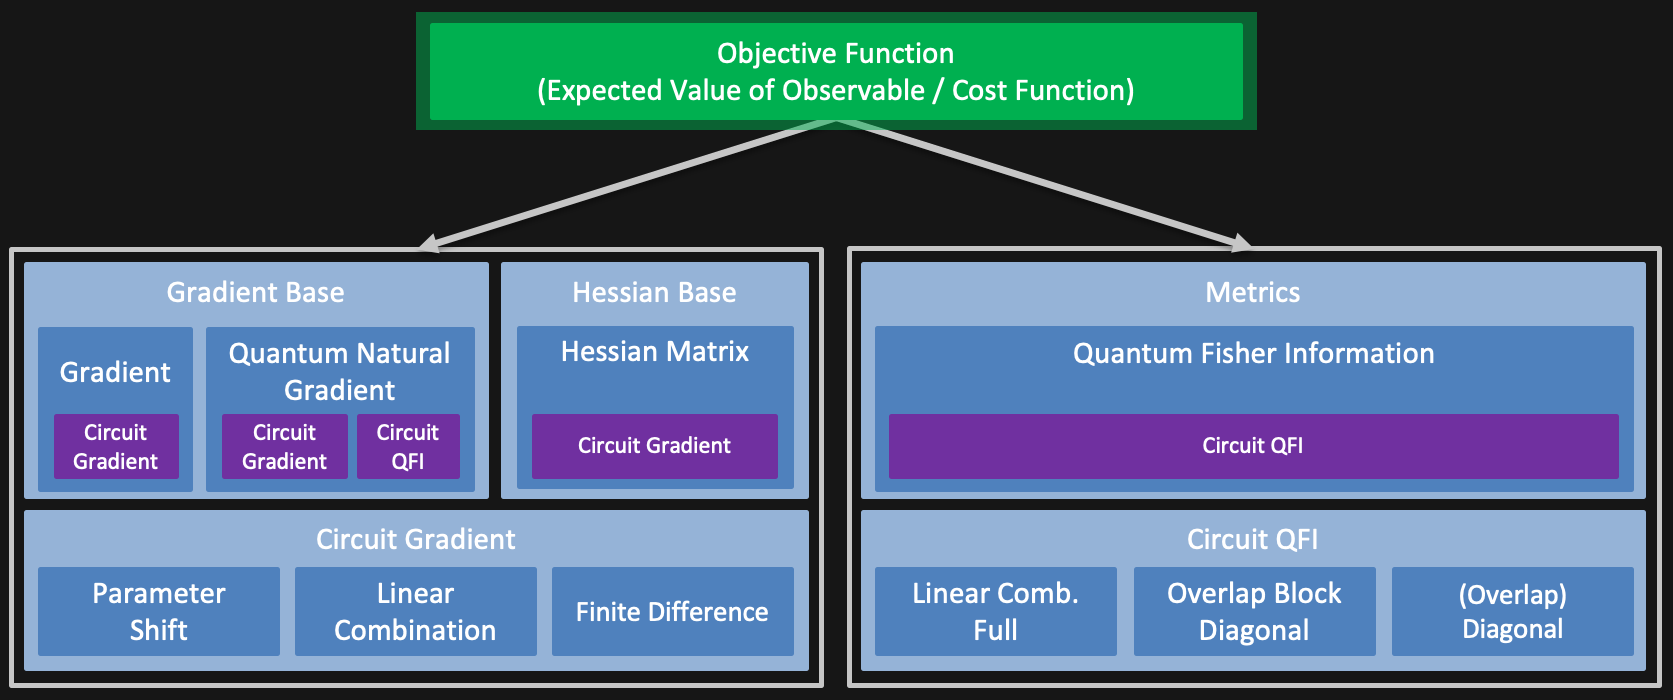 Objective Function
(Expected Value of Observable / Cost Function)
Gradient Base
Gradient
Circuit
Gradient
Quantum Natural
Gradient
Circuit
Gradient
Circuit
QFI
Hessian Base
Hessian Matrix
Circuit Gradient
Circuit Gradient
Parameter
Shift
Linear
Combination
Finite Difference
Metrics
Quantum Fisher Information
Circuit QFI
Circuit QFI
Linear Comb.
Full
Overlap Block
Diagonal
(Overlap)
Diagonal